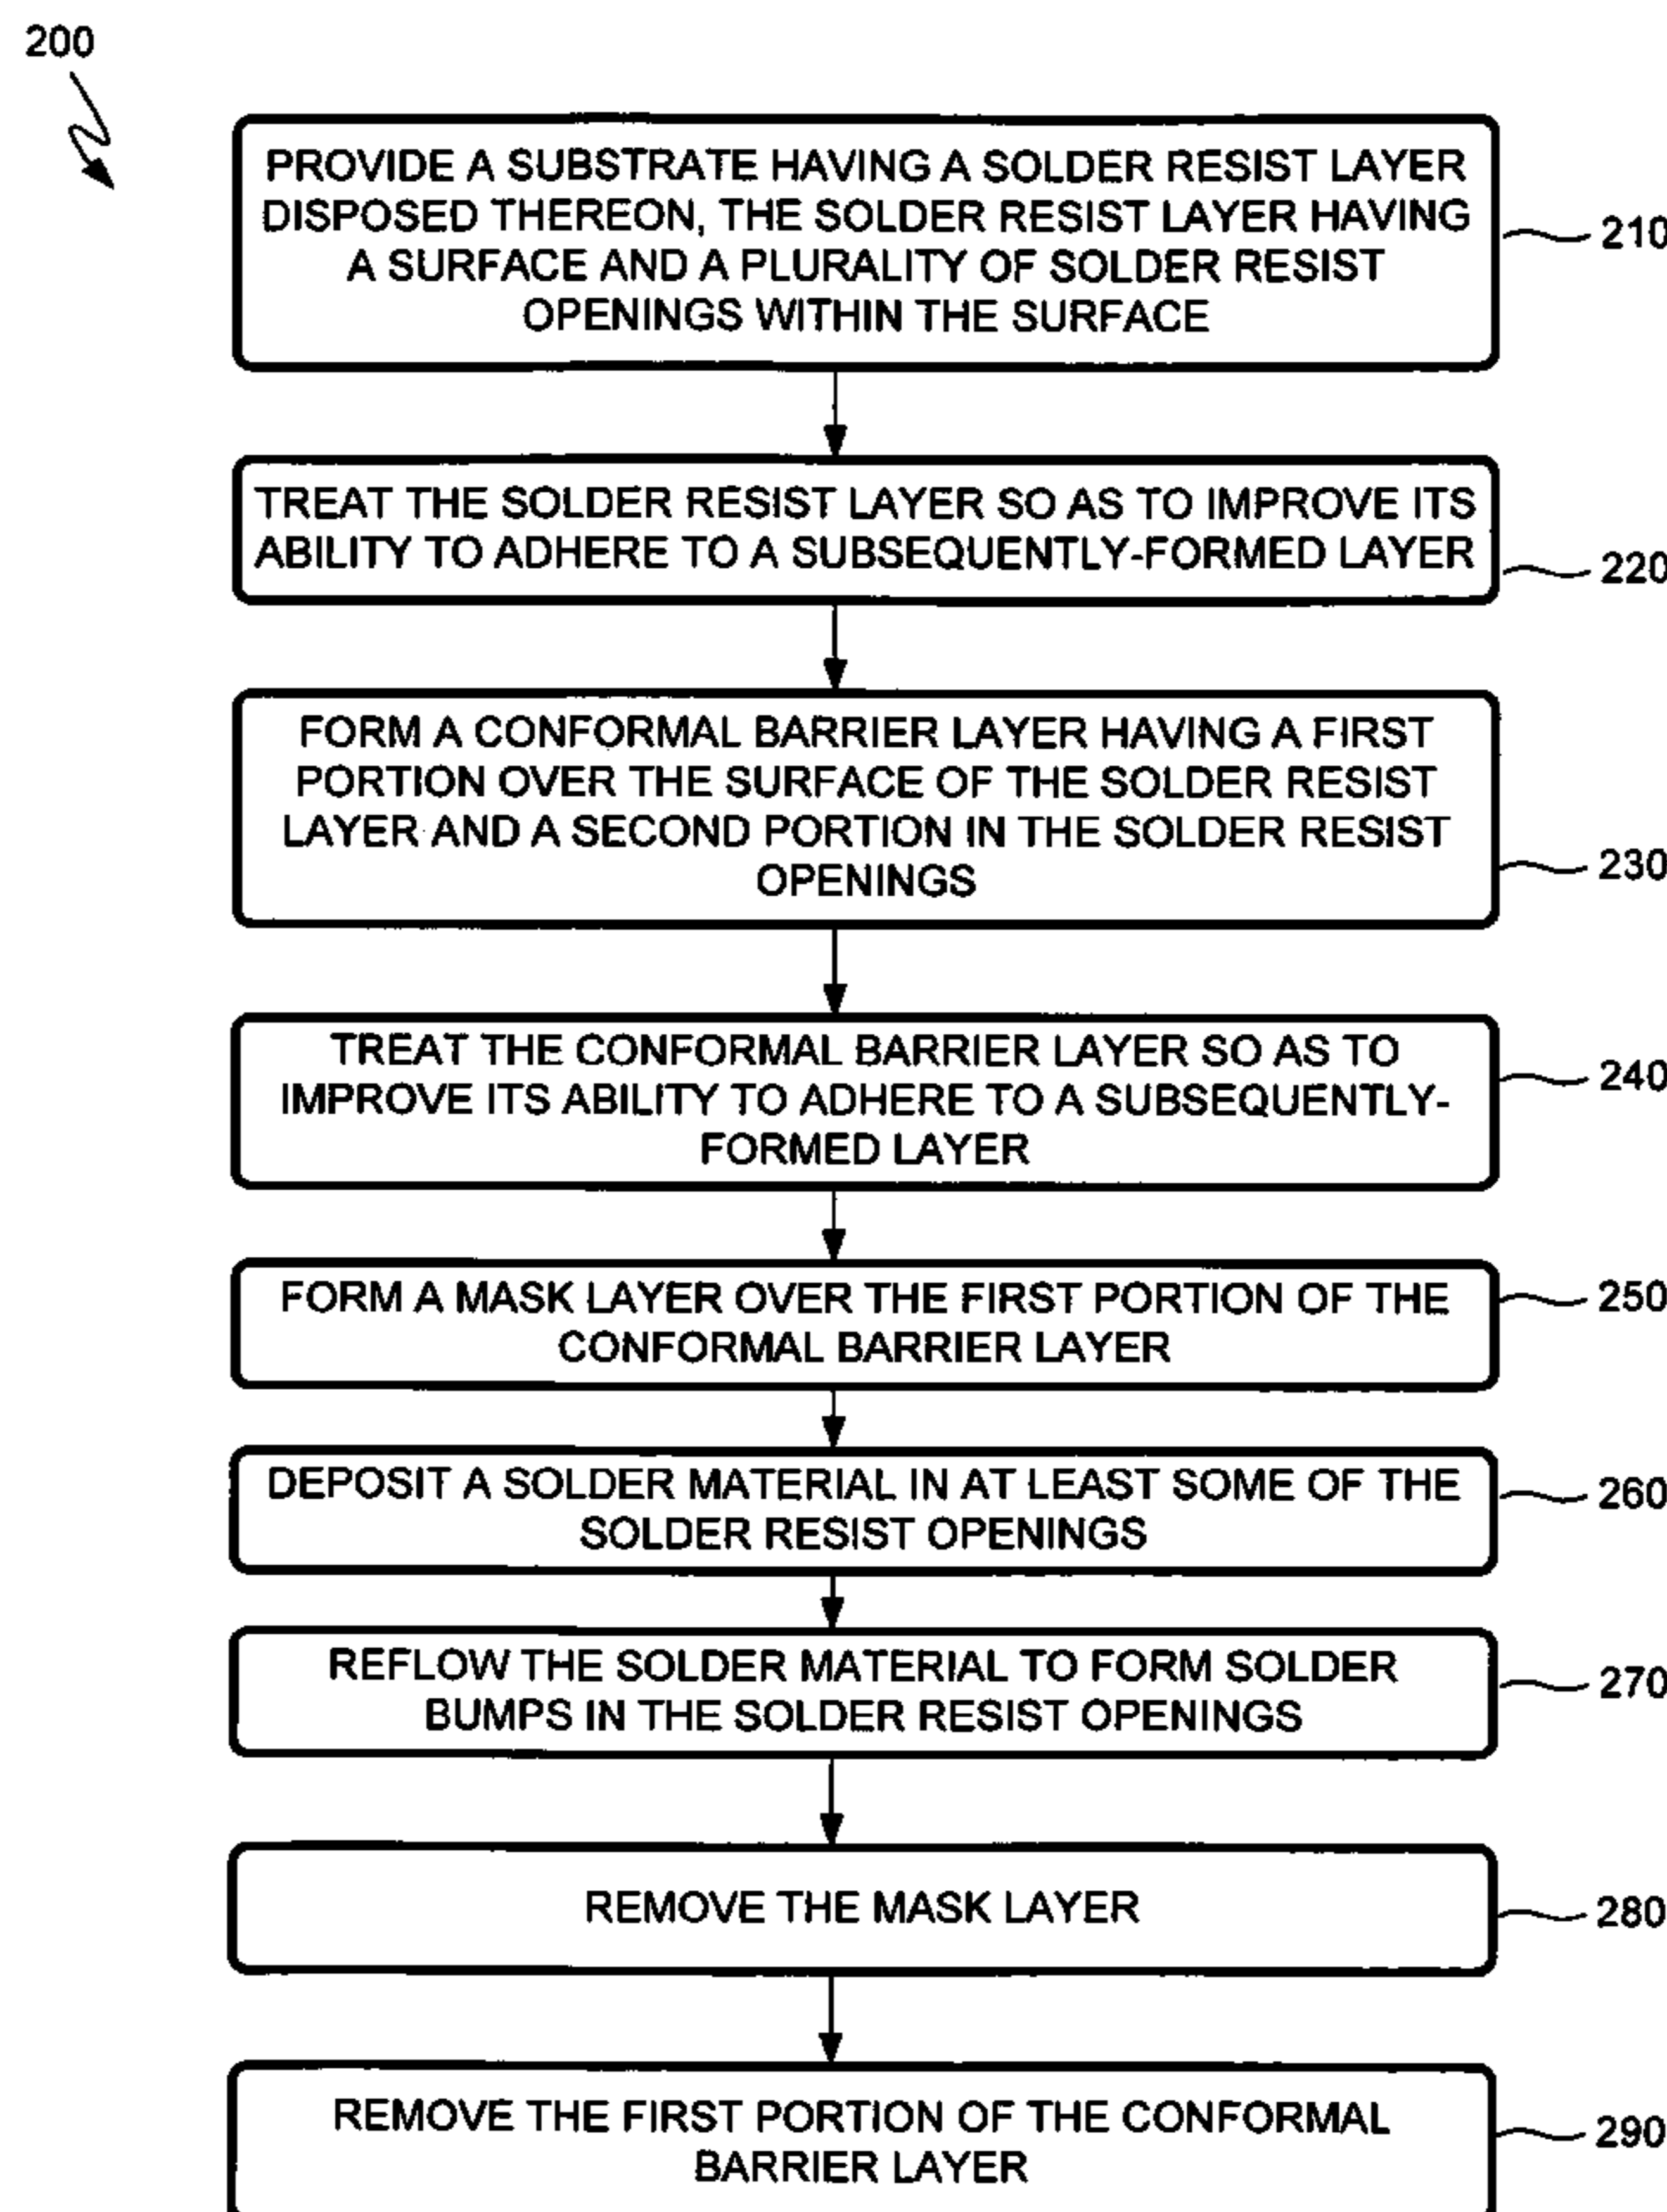 200
PROVIDE A SUBSTRATE HAVING A SOLDER RESIST LAYER
DISPOSED THEREON, THE SOLDER RESIST LAYER HAVING
A SURFACE AND A PLURALITY OF SOLDER RESIST
OPENINGS WITHIN THE SURFACE
210
TREAT THE SOLDER RESIST LAYER SO AS TO IMPROVE ITS
ABILITY TO ADHERE TO A SUBSEQUENTLY-FORMED LAYER
220
FORM A CONFORMAL BARRIER LAYER HAVING A FIRST
PORTION OVER THE SURFACE OF THE SOLDER RESIST
LAYER AND A SECOND PORTION IN THE SOLDER RESIST
OPENINGS
230
TREAT THE CONFORMAL BARRIER LAYER SO AS TO
IMPROVE ITS ABILITY TO ADHERE TO A SUBSEQUENTLY-
FORMED LAYER
240
FORM A MASK LAYER OVER THE FIRST PORTION OF THE
CONFORMAL BARRIER LAYER
250
DEPOSIT A SOLDER MATERIAL IN AT LEAST SOME OF THE
SOLDER RESIST OPENINGS
260
REFLOW THE SOLDER MATERIAL TO FORM SOLDER
BUMPS IN THE SOLDER RESIST OPENINGS
270
REMOVE THE MASK LAYER
280
REMOVE THE FIRST PORTION OF THE CONFORMAL
BARRIER LAYER
290